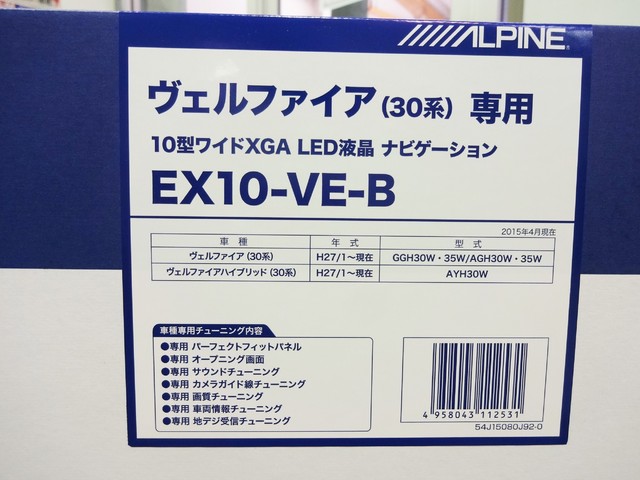 ALPINE®
ヴェルファイア(30系) 専用
10型ワイドXGA LED液晶 ナビゲーション
EX10-VE-B
2015年4月現在
車 種 年 式 型 式
ヴェルファイア(30系) H27/1～現在 GGH30W・35W/AGH30W・35W
ヴェルファイアハイブリッド(30系) H27/1～現在 AYH30W
車種専用チューニング内容
●専用 パーフェクトフィットパネル
●専用 オープニング画面
●専用 サウンドチューニング
●専用 カメラガイド線チューニング
●専用 画質チューニング
●専用 車両情報チューニング
●専用 地デジ受信チューニング
4 958043 112531
54J15080J92-0